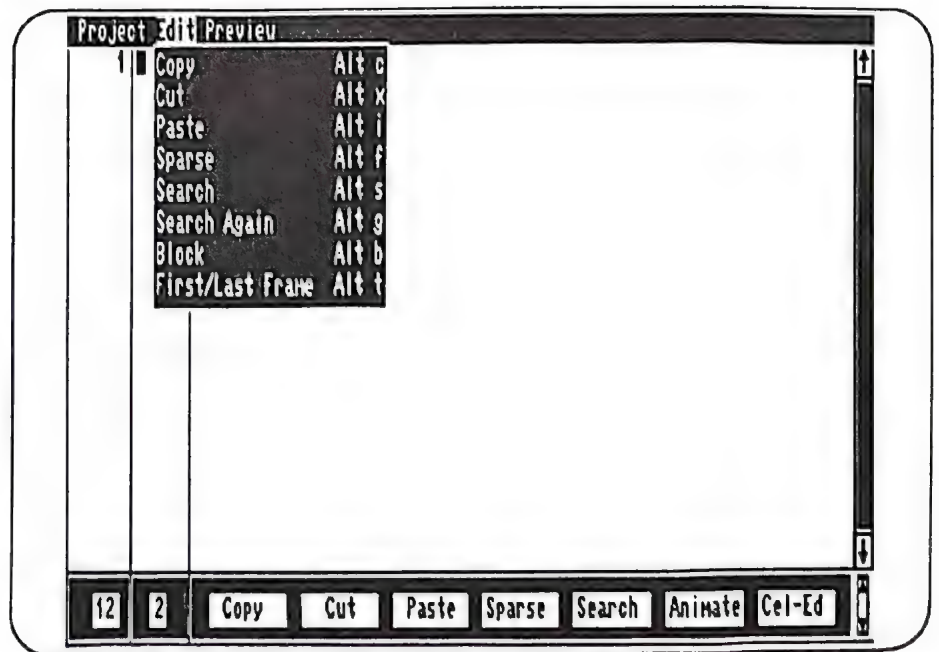 Project Edit Preview
1
Copy Alt c
Cut Alt x
Paste Alt i
Sparse Alt f
Search Alt s
Search Again Alt g
Block Alt b
First/Last Frame Alt t
12 2 Copy Cut Paste Sparse Search Animate Cel-Ed